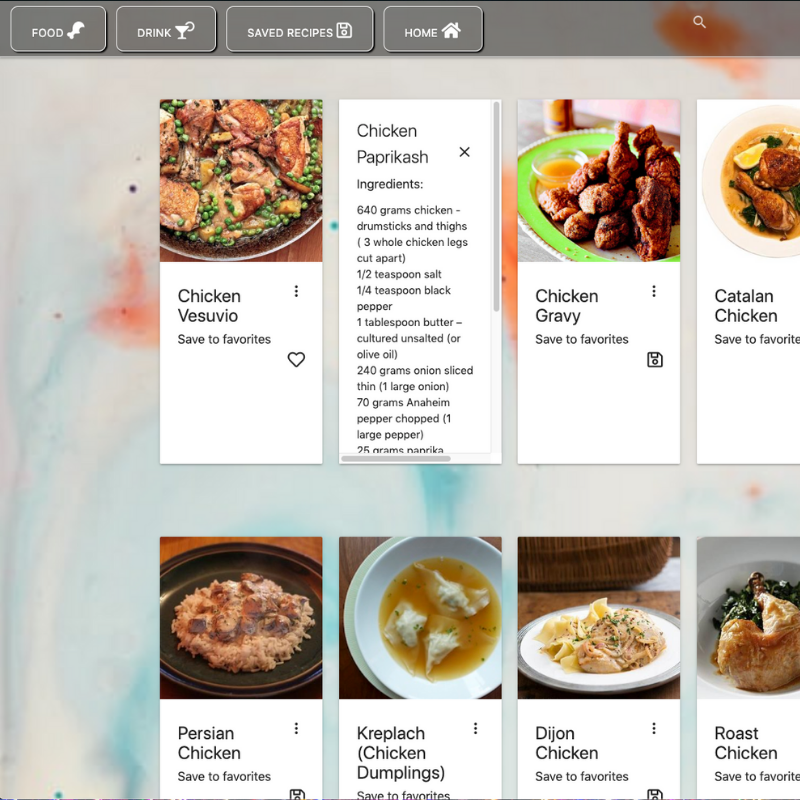 FOOD
DRINK
SAVED RECIPES
HOME
Chicken
Vesuvio
Save to favorites
Chicken
Paprikash
Ingredients:
640 grams chicken -
drumsticks and thighs
( 3 whole chicken legs
cut apart)
1/2 teaspoon salt
1/4 teaspoon black
pepper
1 tablespoon butter –
cultured unsalted (or
olive oil)
240 grams onion sliced
thin (1 large onion)
70 grams Anaheim
pepper chopped (1
large pepper)
25 grams paprika
Chicken
Gravy
Save to favorites
Catalan
Chicken
Save to favorite
Persian
Chicken
Save to favorites
Kreplach
(Chicken
Dumplings)
Save to favorites
Dijon
Chicken
Save to favorites
Roast
Chicken
Save to favorite